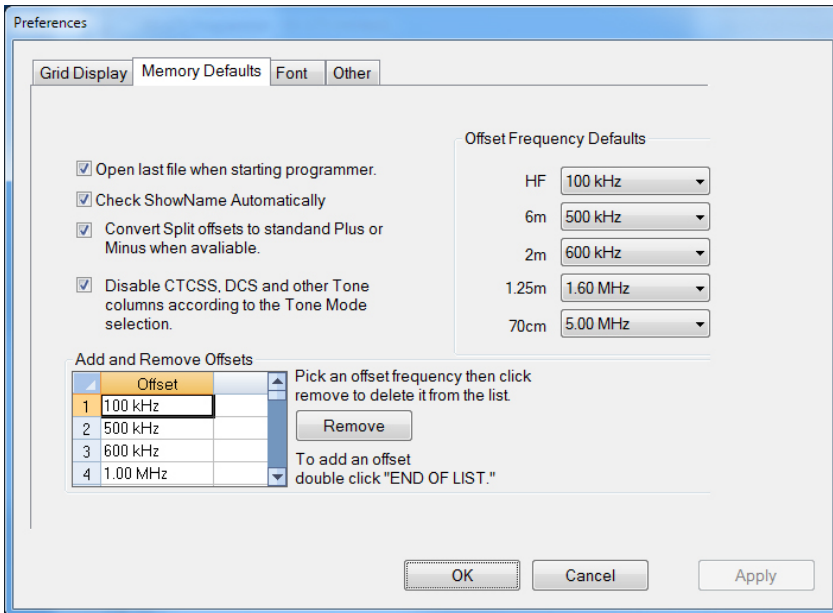 Preferences
Grid Display Memory Defaults Font Other
Open last file when starting programmer.
Check ShowName Automatically
Convert Split offsets to standand Plus or
Minus when avaliable.
Disable CTCSS, DCS and other Tone
columns according to the Tone Mode
selection.
Offset Frequency Defaults
HF 100 kHz
6m 500 kHz
2m 600 kHz
1.25m 1.60 MHz
70cm 5.00 MHz
Add and Remove Offsets
Offset
1 100 kHz
2 500 kHz
3 600 kHz
4 1.00 MHz
Pick an offset frequency then click
remove to delete it from the list.
Remove
To add an offset
double click "END OF LIST."
OK Cancel Apply